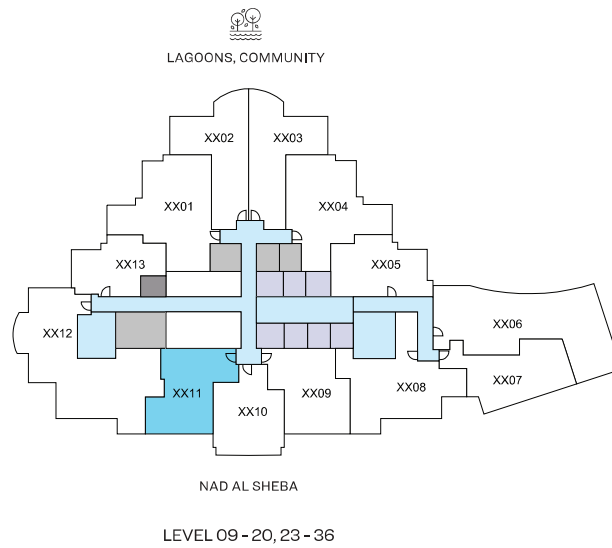 LAGOONS, COMMUNITY
XX02
XX03
XX01
XX04
XX13
XX05
XX12
XX06
XX11
XX10
XX09
XX08
XX07
NAD AL SHEBA
LEVEL 09 - 20, 23 - 36